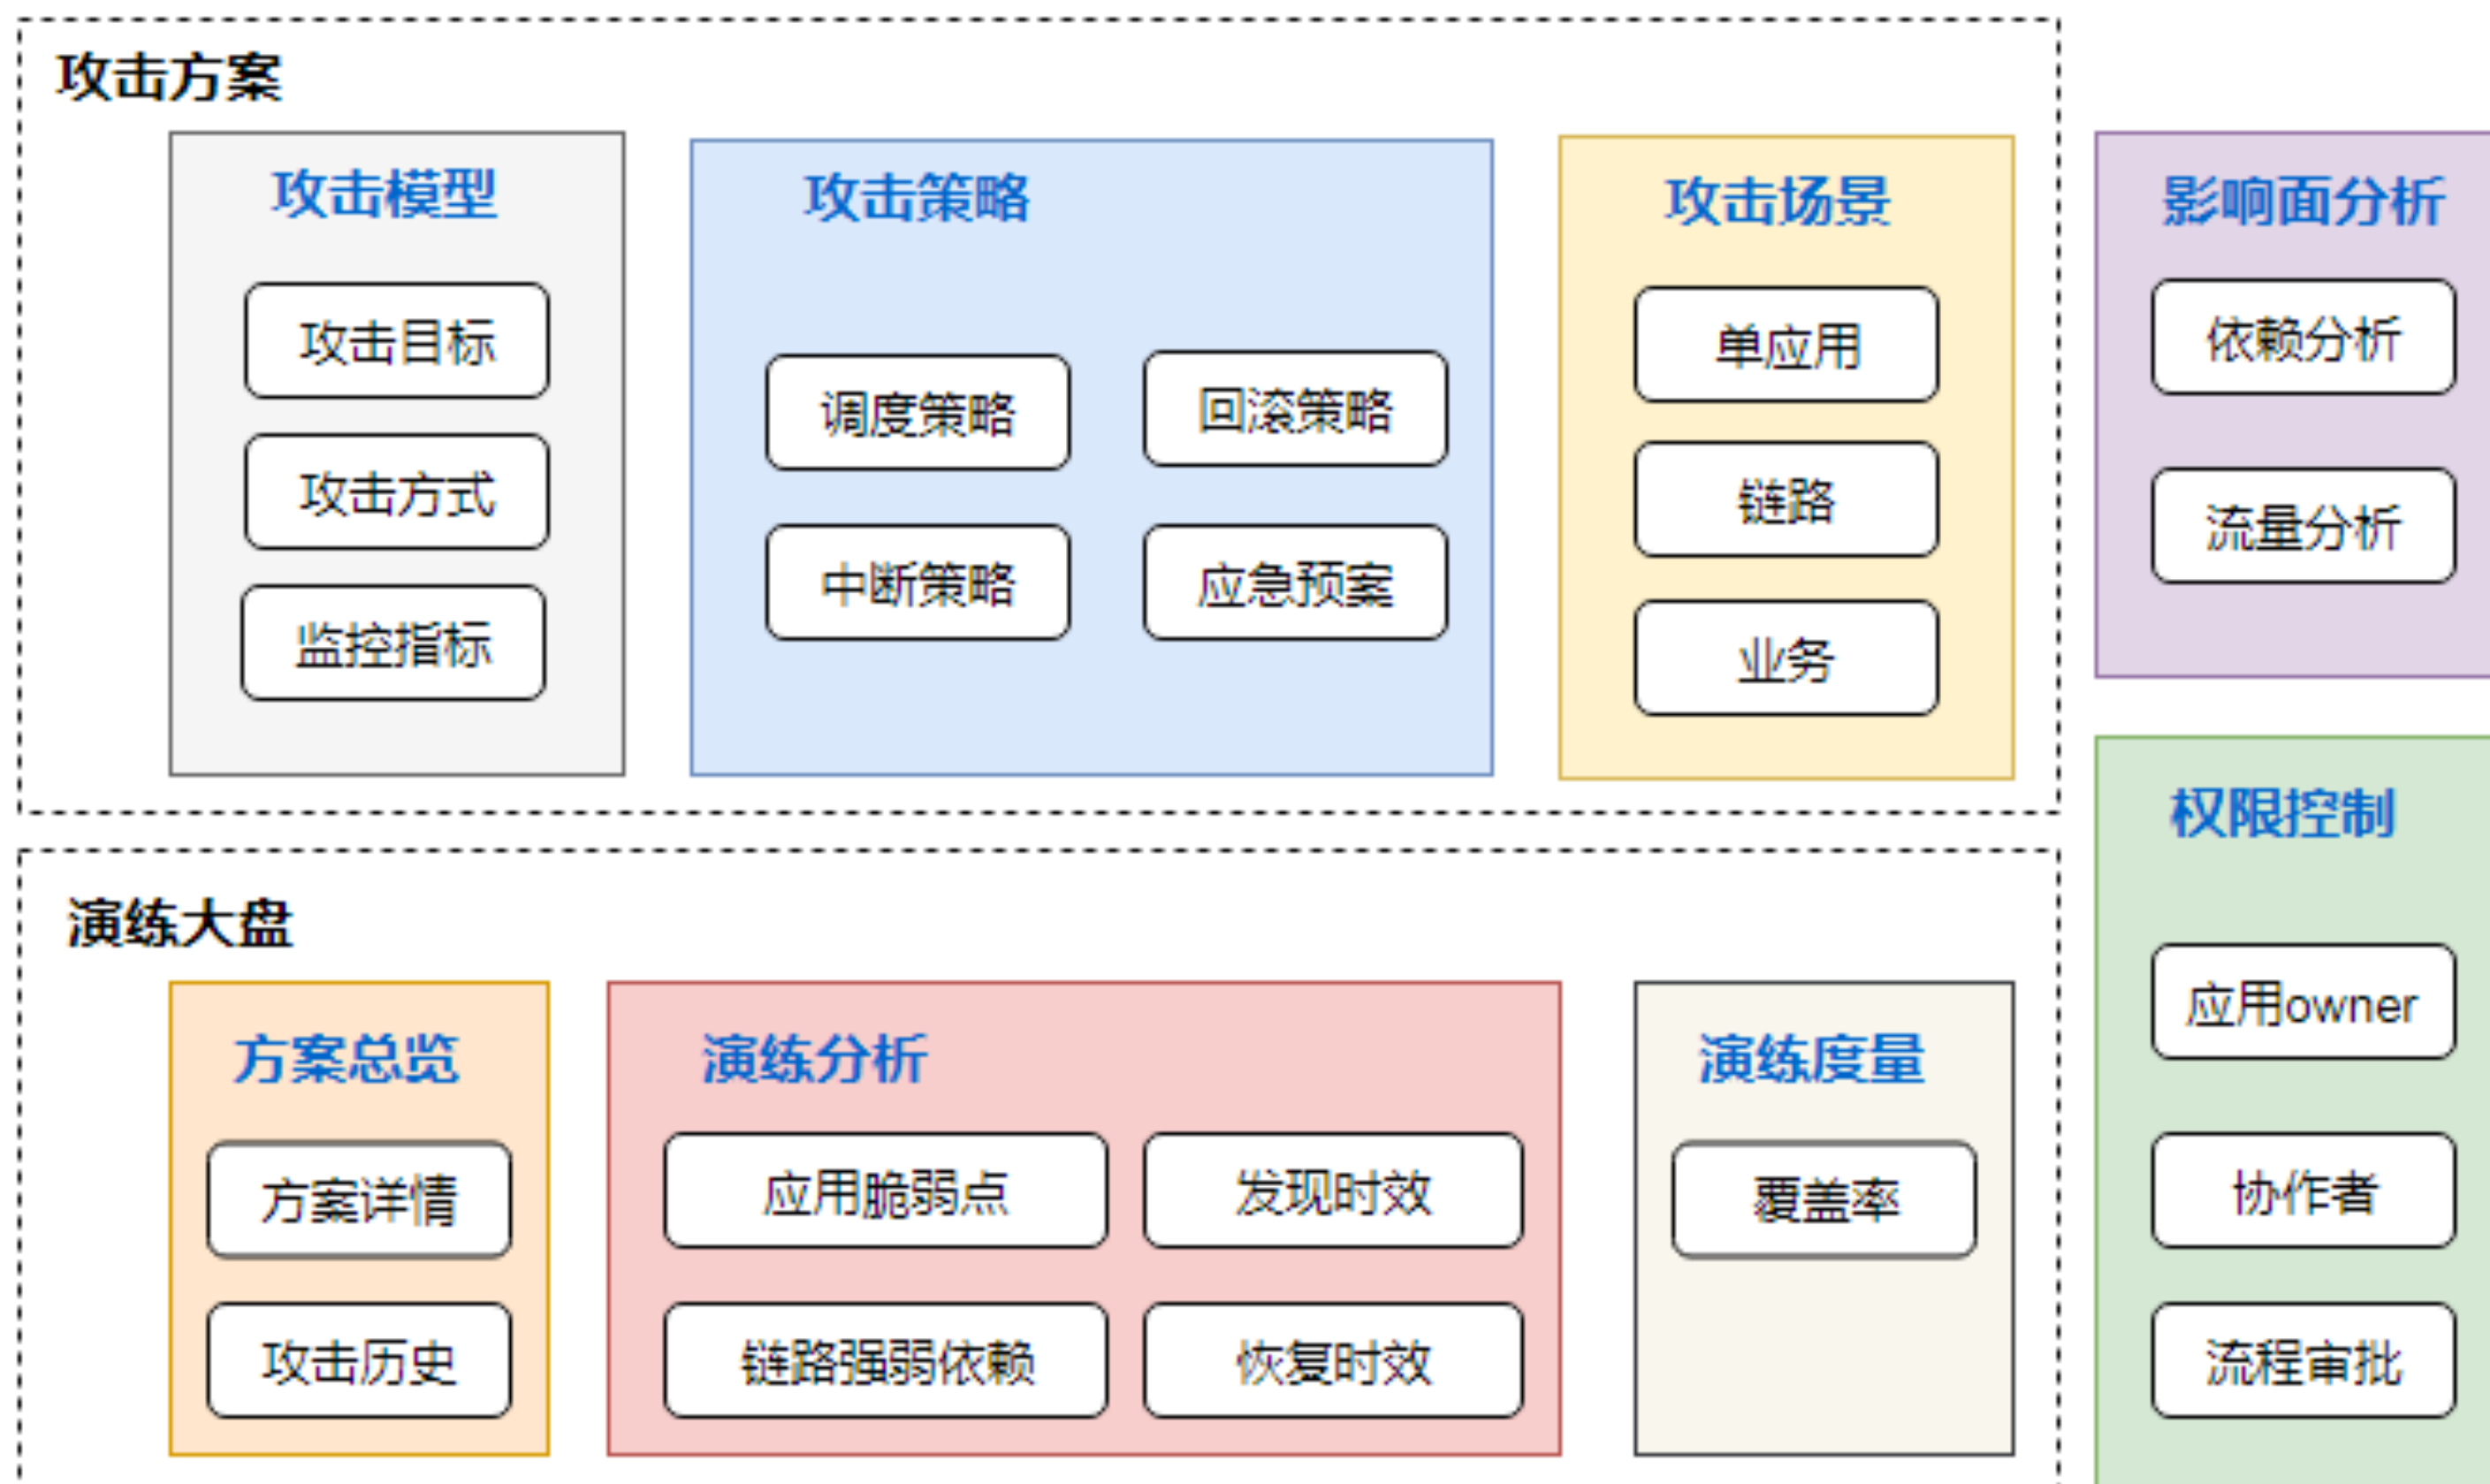 攻击方案
攻击模型
攻击目标
攻击方式
监控指标
攻击策略
调度策略
回滚策略
中断策略
应急预案
攻击场景
单应用
链路
业务
影响面分析
依赖分析
流量分析
权限控制
应用owner
协作者
流程审批
演练大盘
方案总览
方案详情
攻击历史
演练分析
应用脆弱点
发现时效
链路强弱依赖
恢复时效
演练度量
覆盖率